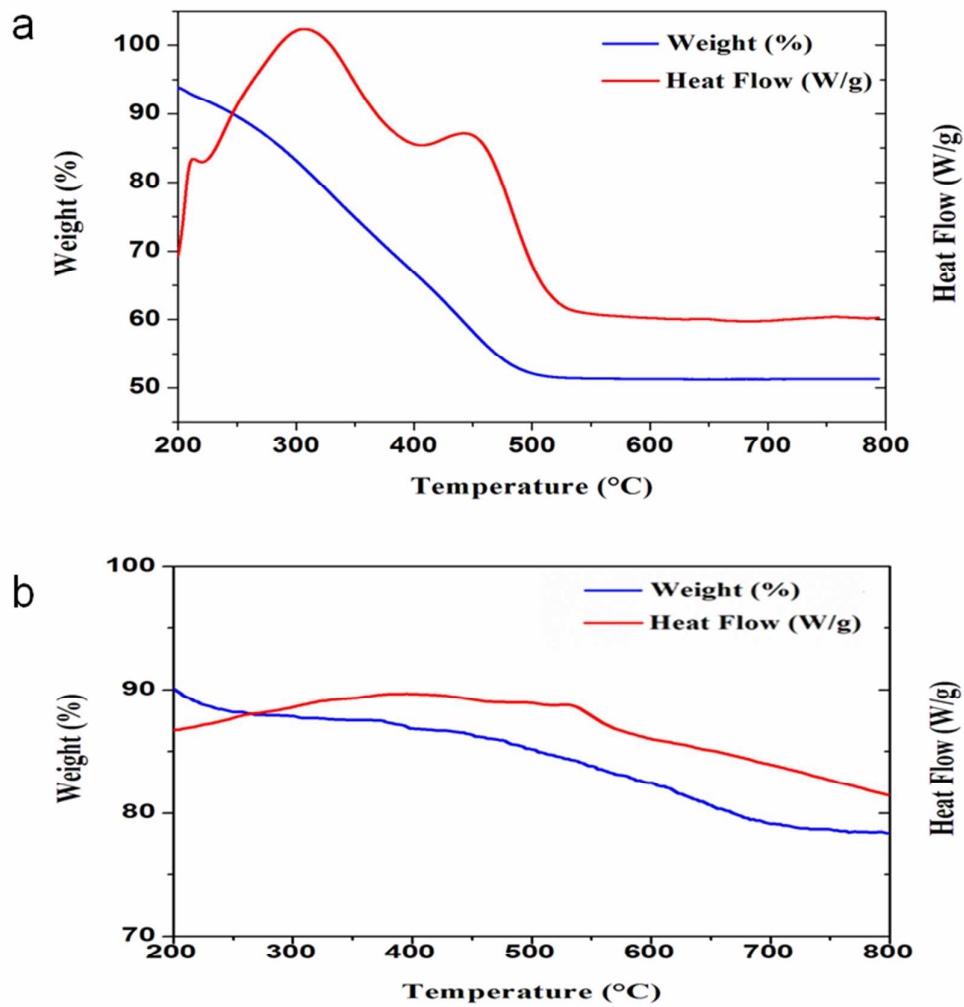 a
Weight (%)
Heat Flow (W/g)
100
90
80
70
60
50
Weight (%)
Heat Flow (W/g)
200 300 400 500 600 700 800
Temperature (°C)
b
Weight (%)
Heat Flow (W/g)
100
90
80
70
Weight (%)
Heat Flow (W/g)
200 300 400 500 600 700 800
Temperature (°C)